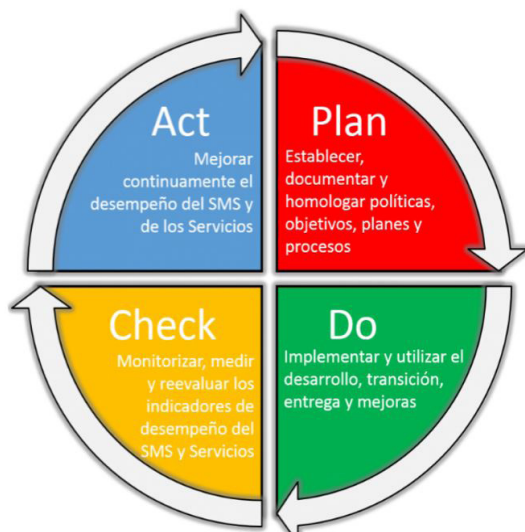 Act
Mejorar
continuamente el
desempeño del SMS y
de los Servicios
Plan
Establecer,
documentar y
homologar políticas,
objetivos, planes y
procesos
Check
Monitorizar, medir
y reevaluar los
indicadores de
desempeño del
SMS y Servicios
Do
Implementar y utilizar el
desarrollo, transición,
entrega y mejoras